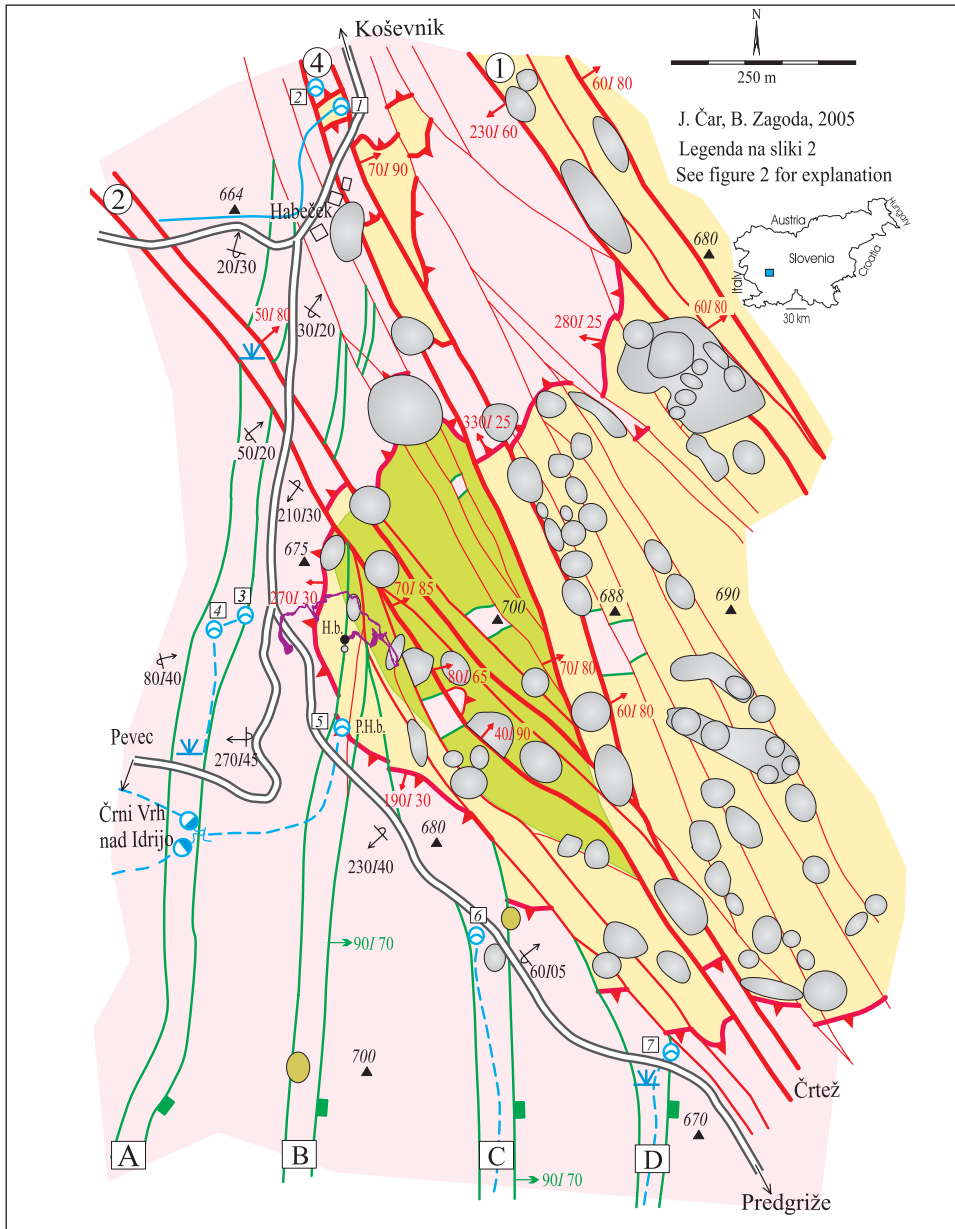 Koševnik
N
250 m
J. Čar, B. Zagoda, 2005
Legenda na sliki 2
See figure 2 for explanation
Austria
Hungary
Slovenia
Croatia
Italy
30 km
4
1
2
1
60/80
230/60
70/90
2
664
Habeček
20/30
680
60/80
50/80
30/20
280/25
330/25
50/20
210/30
675
270/30
70/85
700
688
690
3
4
H.b.
80/40
80/65
70/80
60/80
5
P.H.b.
40/90
Pevec
270/45
190/30
Črni Vrh
nad Idrijo
680
230/40
6
90/70
60/05
7
700
Črtež
670
A
B
C
D
90/70
Predgriže